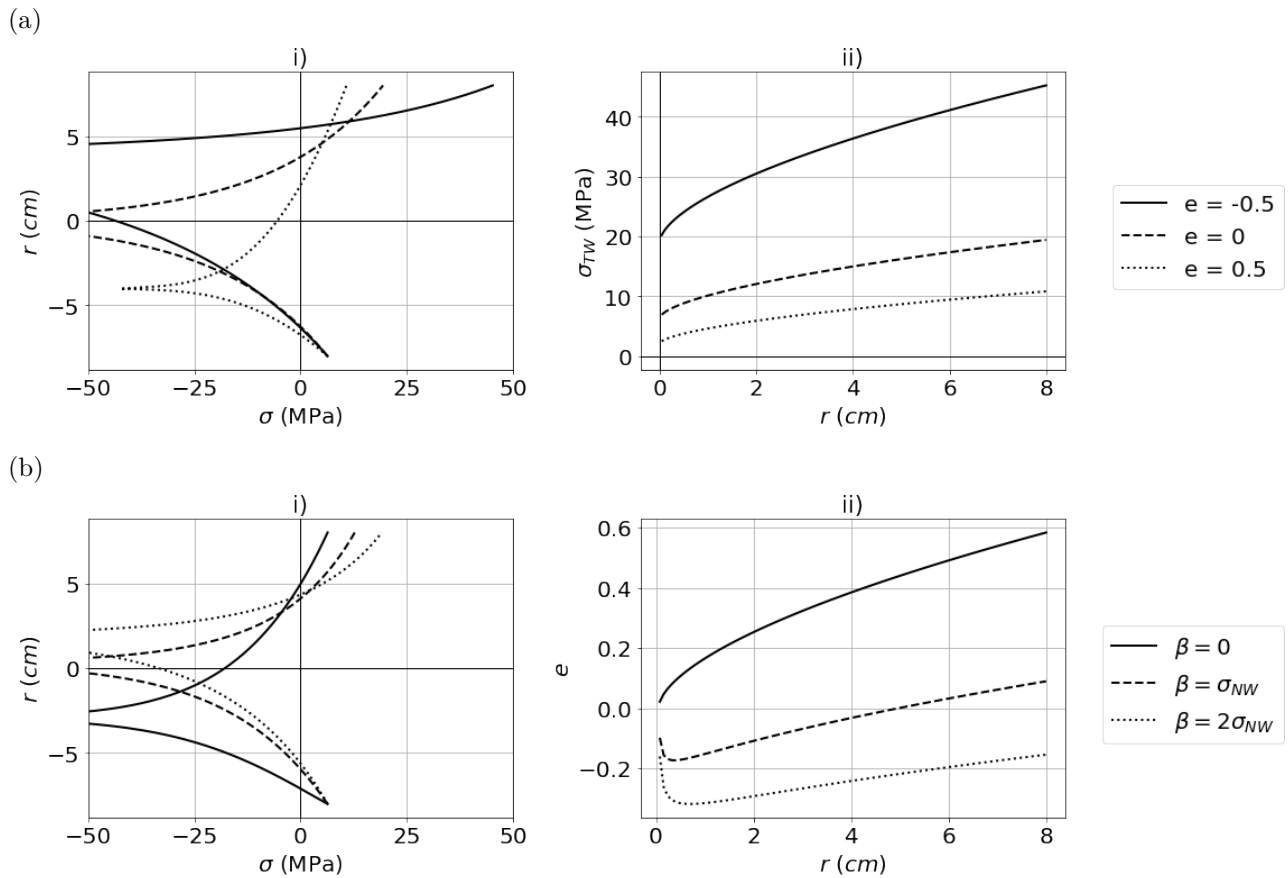 (a)
i)
ii)
5
0
−5
r (cm)
−50
−25
0
25
50
σ (MPa)
40
30
20
10
0
σ_TW (MPa)
0
2
4
6
8
r (cm)
e = -0.5
e = 0
e = 0.5
(b)
i)
ii)
5
0
−5
r (cm)
−50
−25
0
25
50
σ (MPa)
0.6
0.4
0.2
0.0
−0.2
e
0
2
4
6
8
r (cm)
β = 0
β = σ_NW
β = 2σ_NW